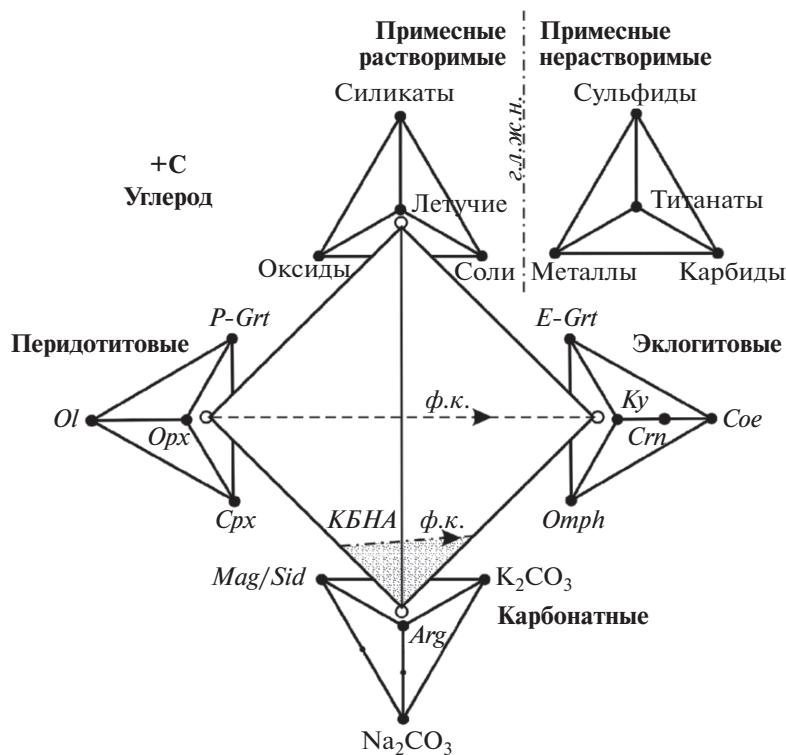 Примесные
растворимые
Примесные
нерастворимые
Силикаты
Сульфиды
г.л.ж.н.
+С
Углерод
Летучие
Титанаты
Оксиды
Соли
Металлы
Карбиды
P-Grt
E-Grt
Перидотитовые
Эклогитовые
ф.к.
Ky
Ol
Opx
Crn
Coe
Cpx
КБНА
ф.к.
Omph
Mag/Sid
K₂CO₃
Карбонатные
Arg
Na₂CO₃